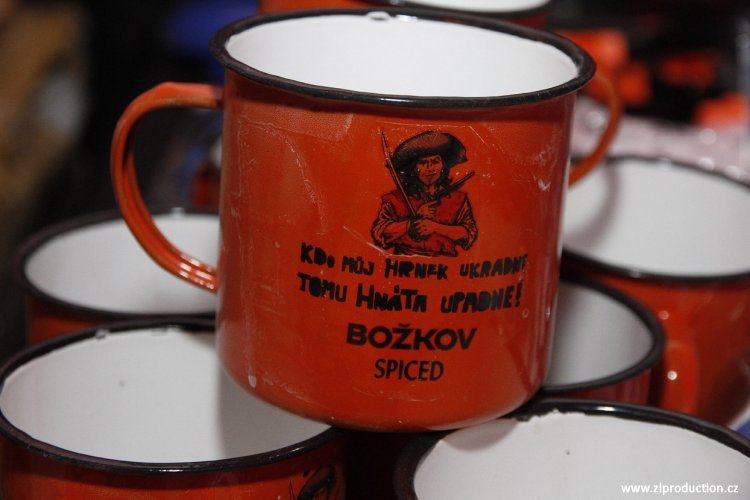 KDO MŮJ HRNEK UKRADNE
TOMU HNÁTA UPADNE!
BOŽKOV
SPICED
www.zlproduction.cz